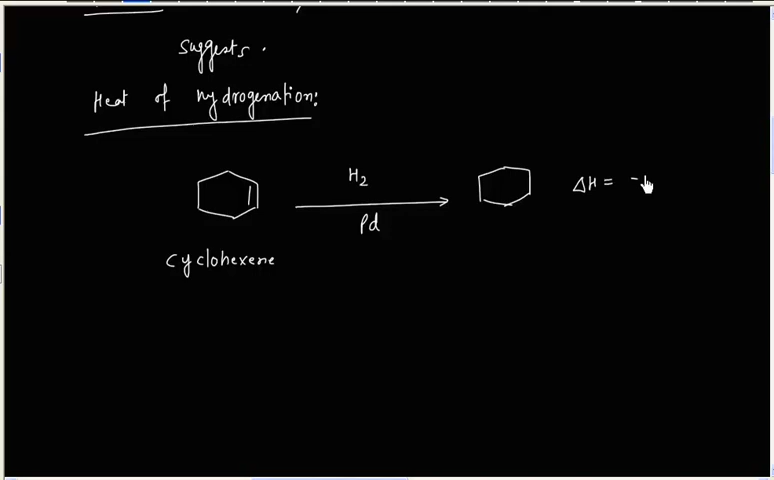 suggests.
Heat of hydrogenation:
H2
Pd
ΔH = -
cyclohexene